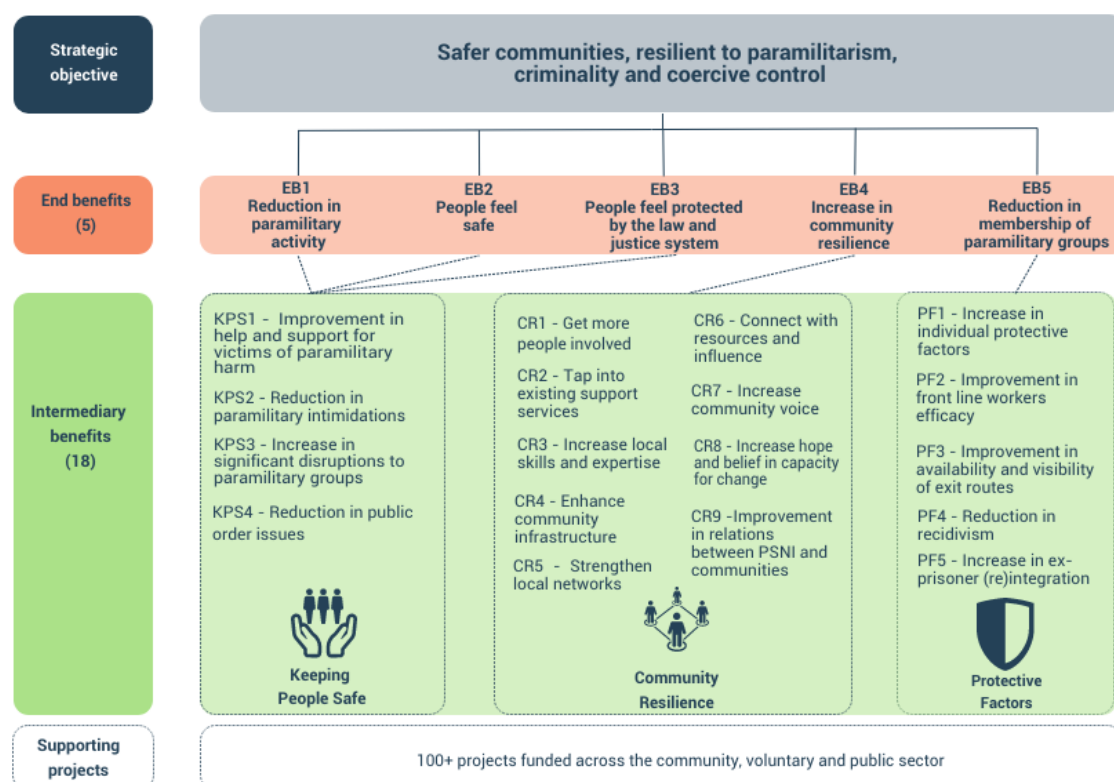 Strategic
objective
Safer communities, resilient to paramilitarism,
criminality and coercive control
End benefits
(5)
EB1
Reduction in
paramilitary
activity
EB2
People feel
safe
EB3
People feel protected
by the law and
justice system
EB4
Increase in
community
resilience
EB5
Reduction in
membership of
paramilitary groups
Intermediary
benefits
(18)
KPS1 - Improvement in
help and support for
victims of paramilitary
harm
KPS2 - Reduction in
paramilitary intimidations
KPS3 - Increase in
significant disruptions to
paramilitary groups
KPS4 - Reduction in public
order issues
Keeping
People Safe
CR1 - Get more
people involved
CR2 - Tap into
existing support
services
CR3 - Increase local
skills and expertise
CR4 - Enhance
community
infrastructure
CR5 - Strengthen
local networks
CR6 - Connect with
resources and
influence
CR7 - Increase
community voice
CR8 - Increase hope
and belief in capacity
for change
CR9 -Improvement
in relations
between PSNI and
communities
Community
Resilience
PF1 - Increase in
individual protective
factors
PF2 - Improvement in
front line workers
efficacy
PF3 - Improvement in
availability and visibility
of exit routes
PF4 - Reduction in
recidivism
PF5 - Increase in ex-
prisoner (re)integration
Protective
Factors
Supporting
projects
100+ projects funded across the community, voluntary and public sector